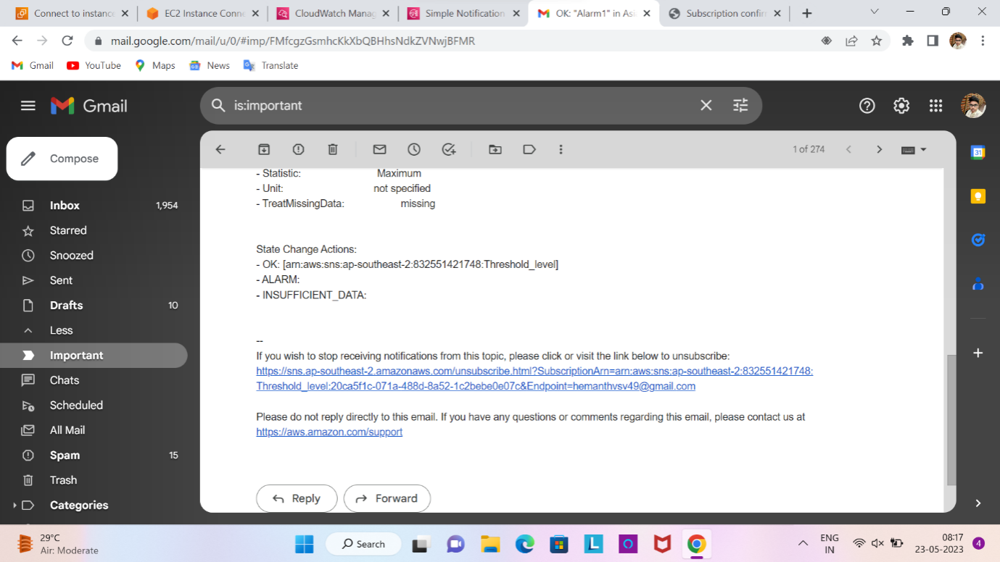 Connect to instance
EC2 Instance Conne
CloudWatch Manag
Simple Notification
OK: "Alarm1" in Asi
Subscription confir
mail.google.com/mail/u/0/#imp/FMfcgzGsmhcKkXbQBHhsNdkZVNwjBFMR
Gmail
YouTube
Maps
News
Translate
Gmail
is:important
Compose
1 of 274
Inbox 1,954
Starred
Snoozed
Sent
Drafts 10
Less
Important
Chats
Scheduled
All Mail
Spam 15
Trash
Categories
- Statistic: Maximum
- Unit: not specified
- TreatMissingData: missing
State Change Actions:
- OK: [arn:aws:sns:ap-southeast-2:832551421748:Threshold_level]
- ALARM:
- INSUFFICIENT_DATA:
--
If you wish to stop receiving notifications from this topic, please click or visit the link below to unsubscribe:
https://sns.ap-southeast-2.amazonaws.com/unsubscribe.html?SubscriptionArn=arn:aws:sns:ap-southeast-2:832551421748:
Threshold_level:20ca5f1c-071a-488d-8a52-1c2bebe0e07c&Endpoint=hemanthvsv49@gmail.com
Please do not reply directly to this email. If you have any questions or comments regarding this email, please contact us at
https://aws.amazon.com/support
Reply
Forward
31
29°C
Air: Moderate
Search
L
ENG
IN
08:17
23-05-2023
4